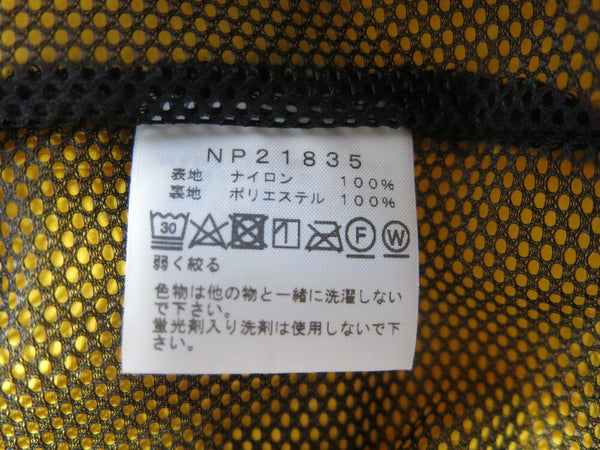 NP21835
表地 ナイロン 100%
裏地 ポリエステル 100%
30 F W
弱く絞る
色物は他の物と一緒に洗濯しない
で下さい。
蛍光剤入り洗剤は使用しないで下
さい。